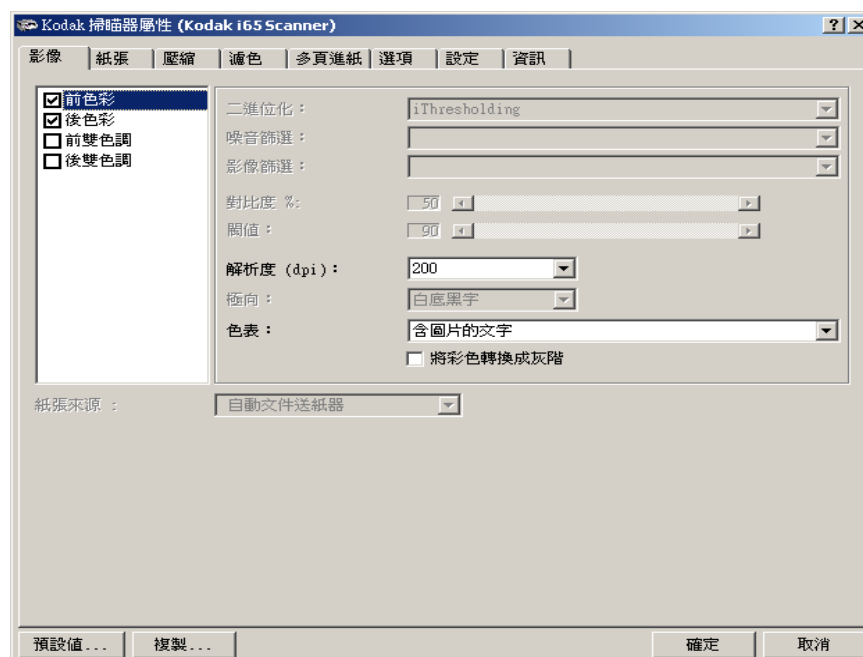 Kodak 掃瞄器屬性 (Kodak i65 Scanner)
影像 紙張 壓縮 濾色 多頁進紙 選項 設定 資訊
前色彩
後色彩
前雙色調
後雙色調
二進位化： iThresholding
噪音篩選：
影像篩選：
對比度 %: 50
閥值： 90
解析度 (dpi)： 200
極向： 白底黑字
色表： 含圖片的文字
將彩色轉換成灰階
紙張來源 : 自動文件送紙器
預設值... 複製... 確定 取消